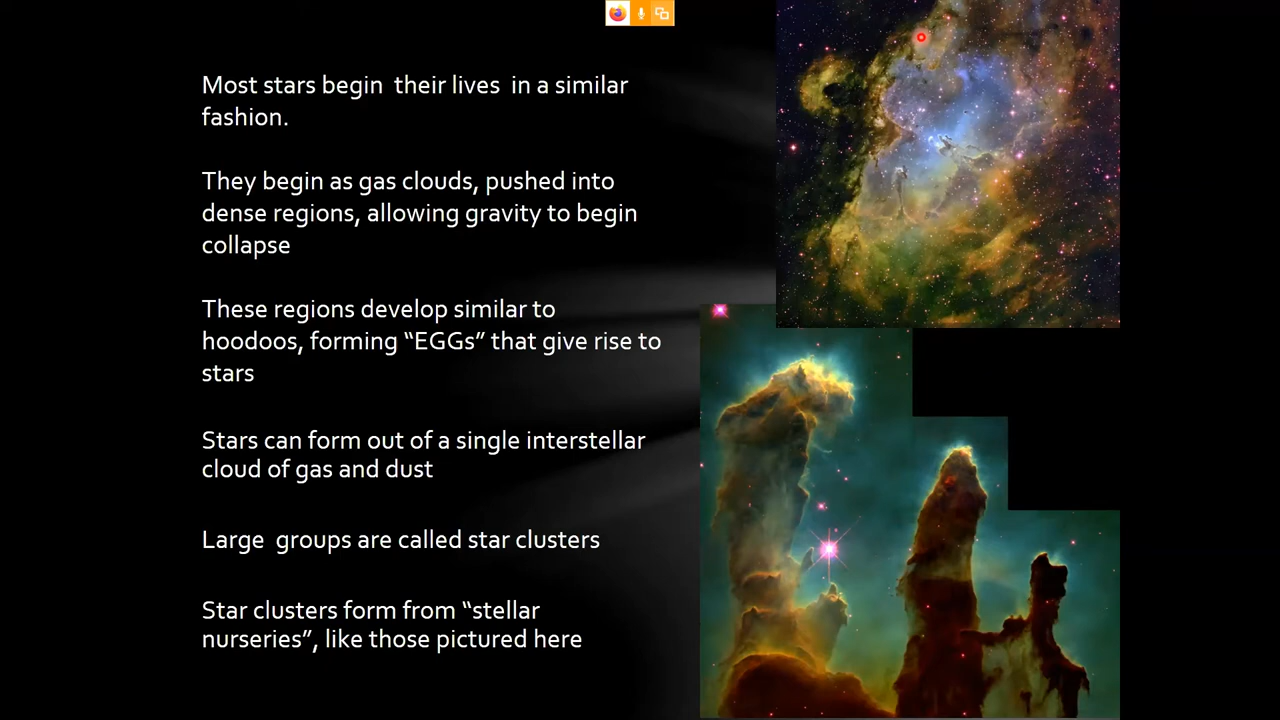 Most stars begin  their lives  in a similar
fashion.
They begin as gas clouds, pushed into
dense regions, allowing gravity to begin
collapse
These regions develop similar to
hoodoos, forming “EGGs” that give rise to
stars
Stars can form out of a single interstellar
cloud of gas and dust
Large  groups are called star clusters
Star clusters form from “stellar
nurseries”, like those pictured here